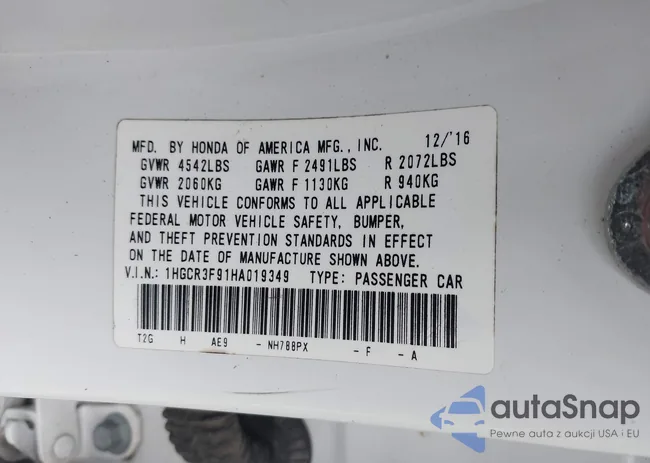 MFD. BY HONDA OF AMERICA MFG., INC. 12/'16
GVWR 4542LBS GAWR F 2491LBS R 2072LBS
GVWR 2060KG GAWR F 1130KG R 940KG
THIS VEHICLE CONFORMS TO ALL APPLICABLE
FEDERAL MOTOR VEHICLE SAFETY, BUMPER,
AND THEFT PREVENTION STANDARDS IN EFFECT
ON THE DATE OF MANUFACTURE SHOWN ABOVE.
V.I.N.: 1HGCR3F91HA019349 TYPE: PASSENGER CAR
T2G H AE9 - NH788PX - F - A
autaSnap
Pewne auta z aukcji USA i EU